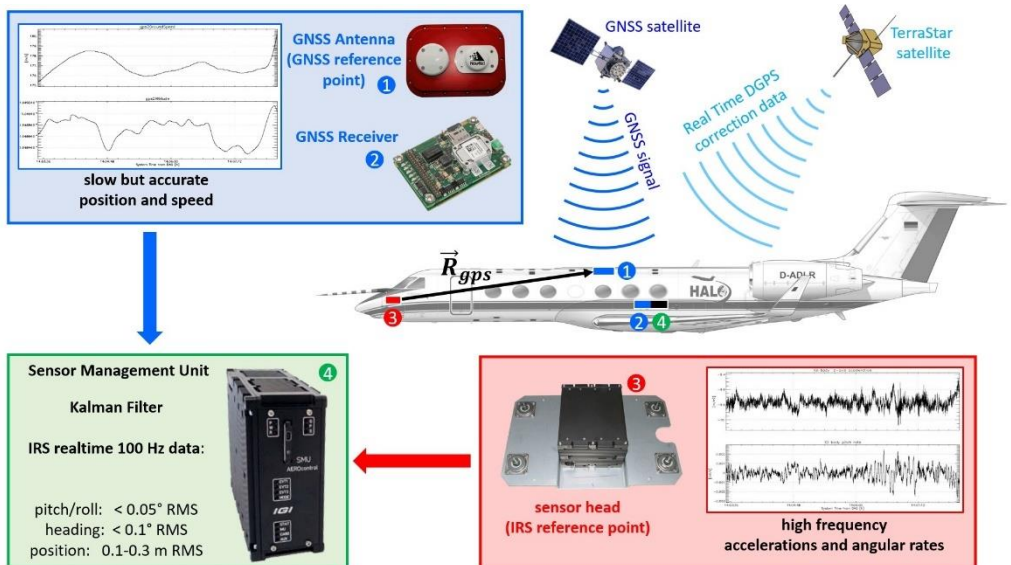 GNSS Antenna
(GNSS reference
point)
1
GNSS Receiver
2
slow but accurate
position and speed
GNSS satellite
TerraStar
satellite
GNSS signal
Real Time DGPS
correction data
R gps
1
D-ADLR
HALO
3
2
4
Sensor Management Unit
4
Kalman Filter
IRS realtime 100 Hz data:
pitch/roll: < 0.05° RMS
heading: < 0.1° RMS
position: 0.1-0.3 m RMS
SMU
AEROcontrol
IGI
3
sensor head
(IRS reference point)
high frequency
accelerations and angular rates